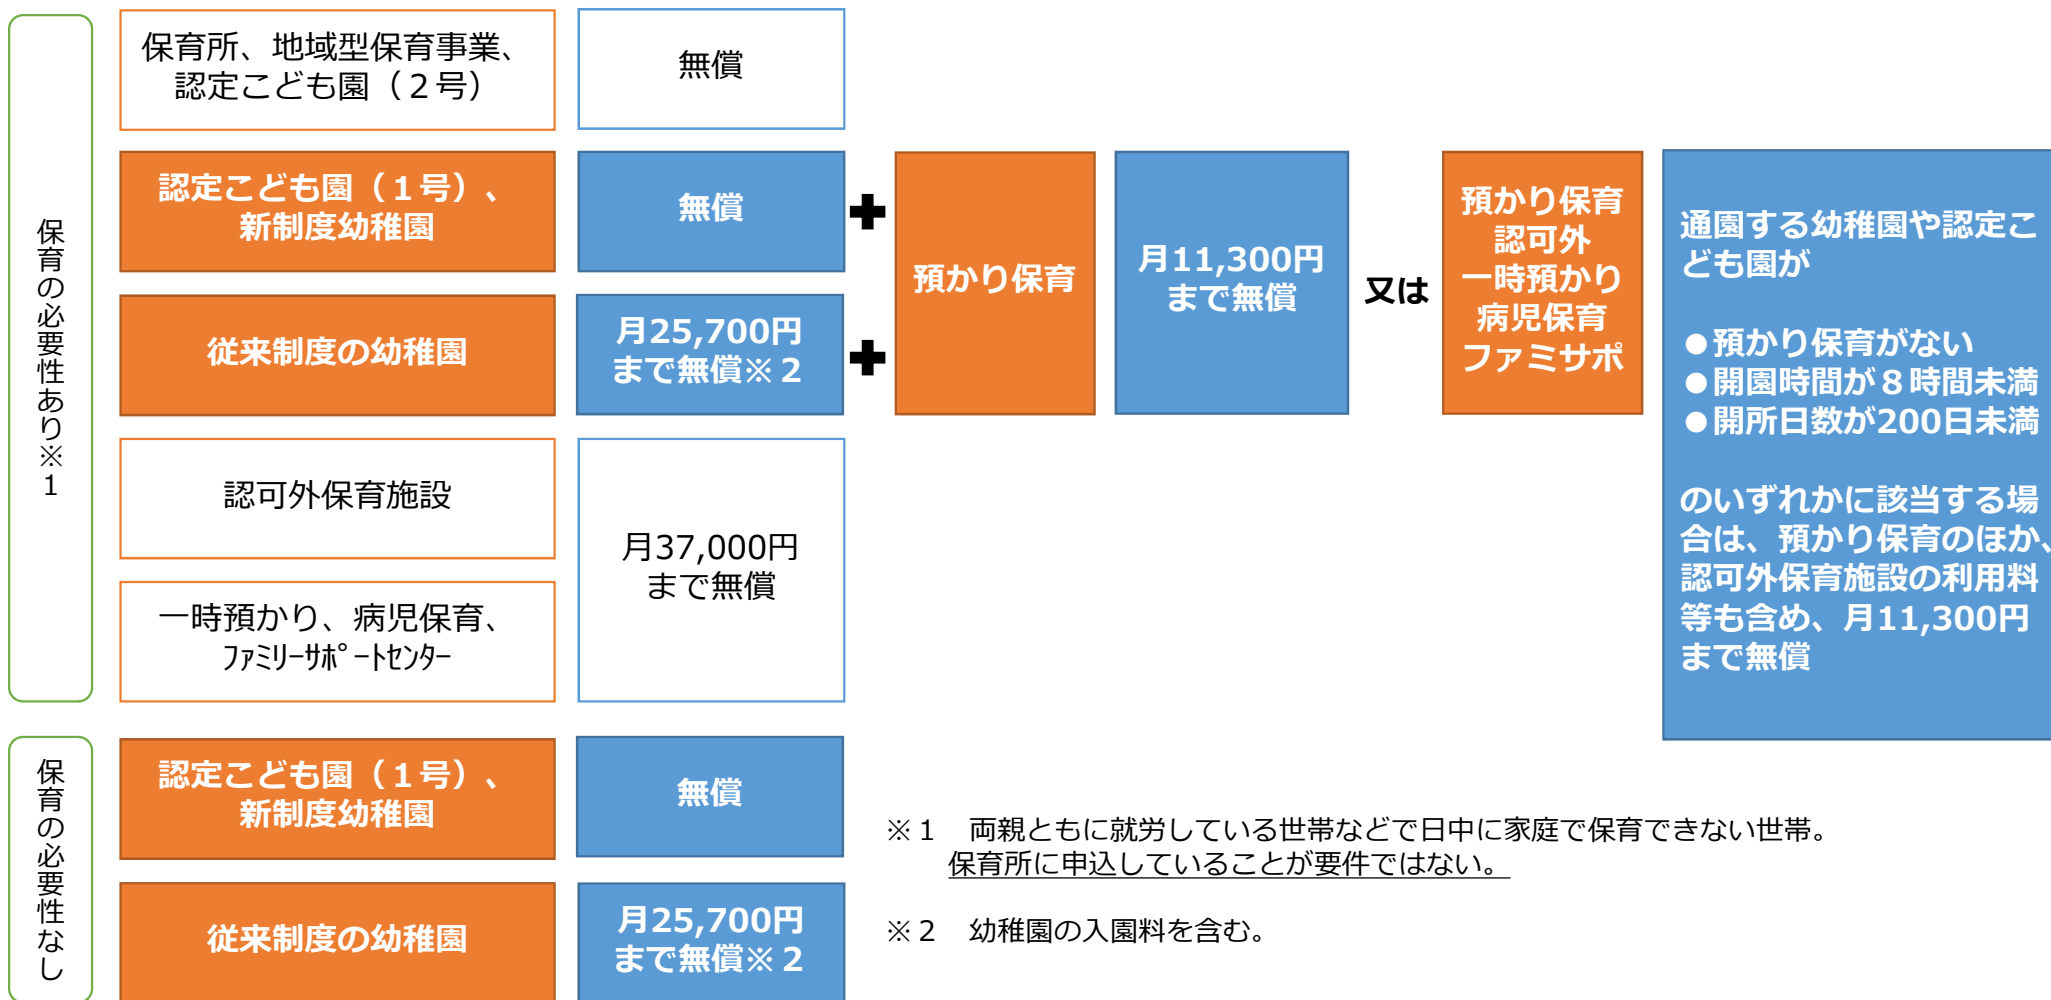 保育の必要性あり※1
保育所、地域型保育事業、
認定こども園（２号）
無償
認定こども園（１号）、
新制度幼稚園
無償
＋
従来制度の幼稚園
月25,700円
まで無償※２
＋
預かり保育
月11,300円
まで無償
又は
預かり保育
認可外
一時預かり
病児保育
ファミサポ
通園する幼稚園や認定こ
ども園が
●預かり保育がない
●開園時間が８時間未満
●開所日数が200日未満
のいずれかに該当する場
合は、預かり保育のほか、
認可外保育施設の利用料
等も含め、月11,300円
まで無償
認可外保育施設
一時預かり、病児保育、
ﾌｧﾐﾘｰｻﾎﾟｰﾄｾﾝﾀｰ
月37,000円
まで無償
保育の必要性なし
認定こども園（１号）、
新制度幼稚園
無償
従来制度の幼稚園
月25,700円
まで無償※２
※１　両親ともに就労している世帯などで日中に家庭で保育できない世帯。
保育所に申込していることが要件ではない。
※２　幼稚園の入園料を含む。